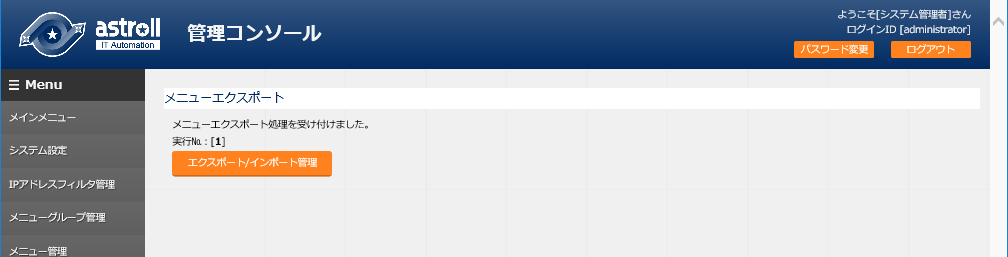 astroll
IT Automation
管理コンソール
ようこそ[システム管理者]さん
ログインID [administrator]
パスワード変更
ログアウト
☰ Menu
メインメニュー
システム設定
IPアドレスフィルタ管理
メニューグループ管理
メニュー管理
メニューエクスポート
メニューエクスポート処理を受け付けました。
実行№：[1]
エクスポート/インポート管理